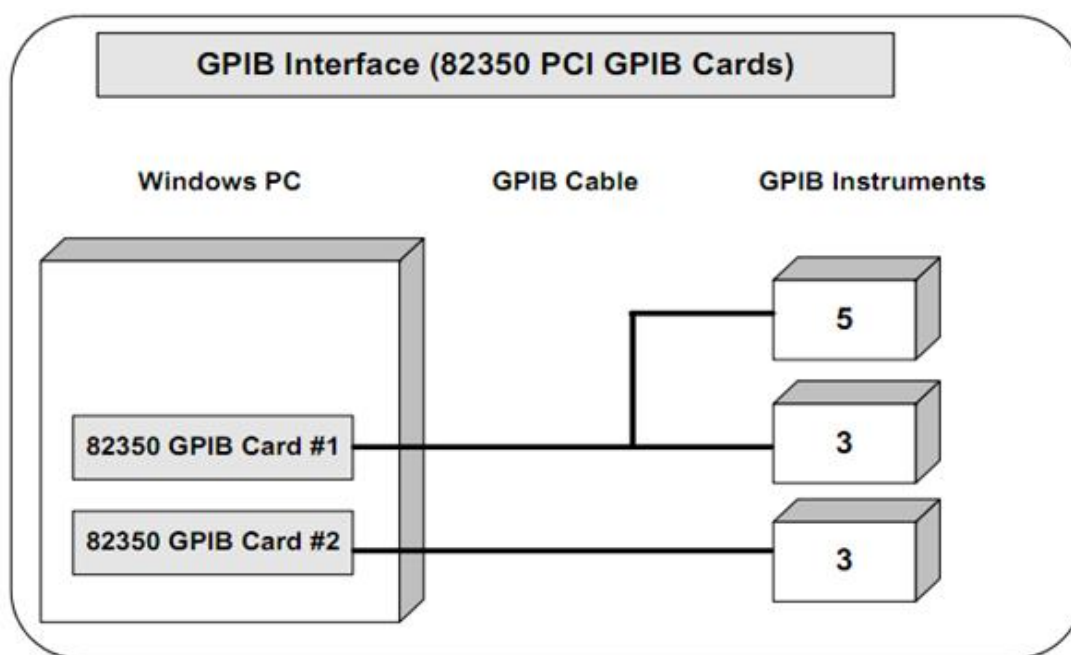 GPIB Interface (82350 PCI GPIB Cards)
Windows PC
GPIB Cable
GPIB Instruments
5
82350 GPIB Card #1
3
82350 GPIB Card #2
3